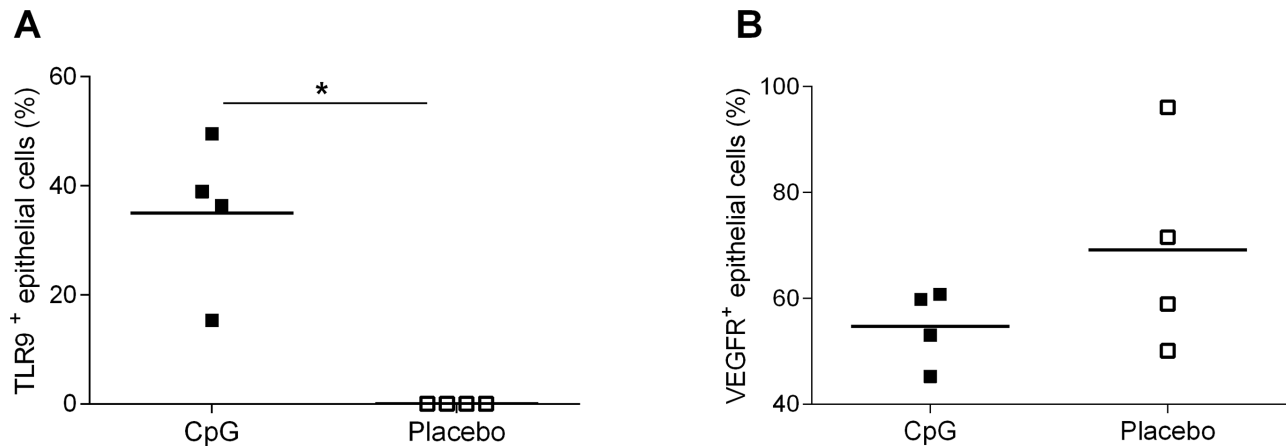 A
TLR9 + epithelial cells (%)
60
40
20
0
*
CpG
Placebo
B
VEGFR+ epithelial cells (%)
100
80
60
40
CpG
Placebo